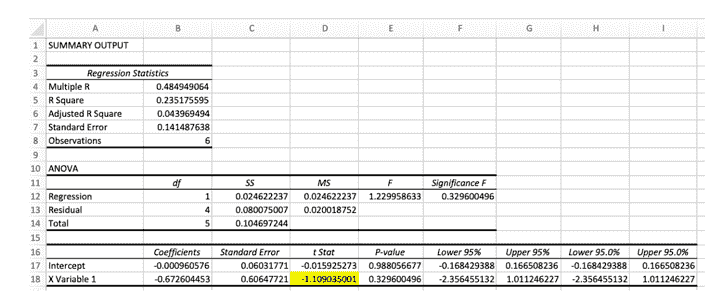 A B C D E F G H I
1 SUMMARY OUTPUT
2
3 Regression Statistics
4 Multiple R 0.484949064
5 R Square 0.235175595
6 Adjusted R Square 0.043969494
7 Standard Error 0.141487638
8 Observations 6
9
10 ANOVA
11 df SS MS F Significance F
12 Regression 1 0.024622237 0.024622237 1.229958633 0.329600496
13 Residual 4 0.080075007 0.020018752
14 Total 5 0.104697244
15
16 Coefficients Standard Error t Stat P-value Lower 95% Upper 95% Lower 95.0% Upper 95.0%
17 Intercept -0.000960576 0.06031771 -0.015925273 0.988056677 -0.168429388 0.166508236 -0.168429388 0.166508236
18 X Variable 1 -0.672604453 0.60647721 -1.109035001 0.329600496 -2.356455132 1.011246227 -2.356455132 1.011246227